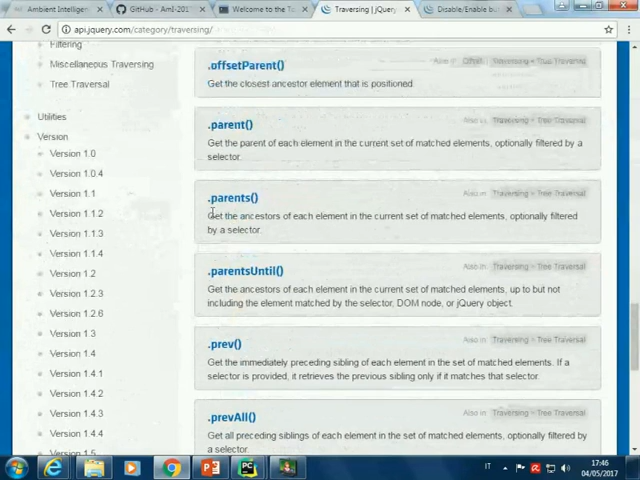 Ambient Intelligen
GitHub - AmI-201
Welcome to the To
Traversing | jQuery
Disable/Enable b
api.jquery.com/category/traversing/
Filtering
Miscellaneous Traversing
Tree Traversal
Utilities
Version
Version 1.0
Version 1.0.4
Version 1.1
Version 1.1.2
Version 1.1.3
Version 1.1.4
Version 1.2
Version 1.2.3
Version 1.2.6
Version 1.3
Version 1.4
Version 1.4.1
Version 1.4.2
Version 1.4.3
Version 1.4.4
Version 1.5
.offsetParent()
Also in: Offset | Traversing > Tree Traversal
Get the closest ancestor element that is positioned.
.parent()
Also in: Traversing > Tree Traversal
Get the parent of each element in the current set of matched elements, optionally filtered by a
selector.
.parents()
Also in: Traversing > Tree Traversal
Get the ancestors of each element in the current set of matched elements, optionally filtered
by a selector.
.parentsUntil()
Also in: Traversing > Tree Traversal
Get the ancestors of each element in the current set of matched elements, up to but not
including the element matched by the selector, DOM node, or jQuery object.
.prev()
Also in: Traversing > Tree Traversal
Get the immediately preceding sibling of each element in the set of matched elements. If a
selector is provided, it retrieves the previous sibling only if it matches that selector.
.prevAll()
Also in: Traversing > Tree Traversal
Get all preceding siblings of each element in the set of matched elements, optionally filtered by
a selector.
IT
17:46
04/05/2017